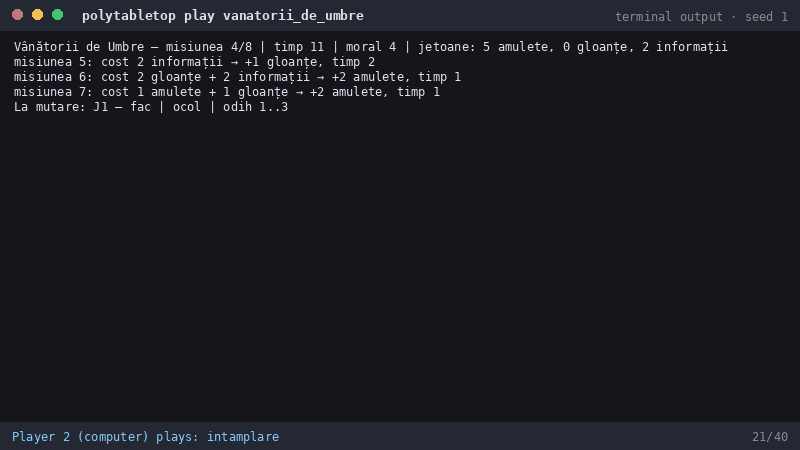 polytabletop play vanatorii_de_umbre
terminal output · seed 1
Vânătorii de Umbre — misiunea 4/8 | timp 11 | moral 4 | jetoane: 5 amulete, 0 gloanțe, 2 informații
misiunea 5: cost 2 informații → +1 gloanțe, timp 2
misiunea 6: cost 2 gloanțe + 2 informații → +2 amulete, timp 1
misiunea 7: cost 1 amulete + 1 gloanțe → +2 amulete, timp 1
La mutare: J1 — fac | ocol | odih 1..3
Player 2 (computer) plays: intamplare
21/40